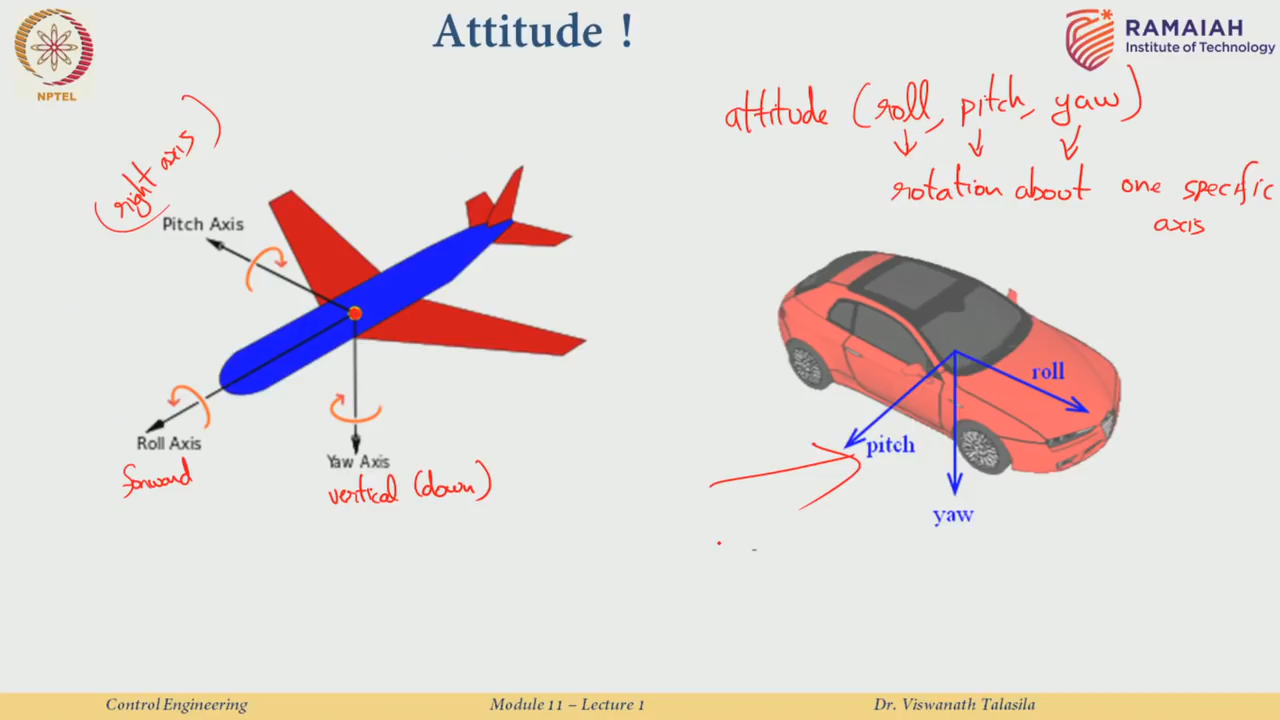 Attitude !
NPTEL
RAMAIAH
Institute of Technology
attitude (roll, pitch, yaw)
rotation about one specific
axis
(right axis)
Pitch Axis
Roll Axis
forward
Yaw Axis
vertical (down)
roll
pitch
yaw
Control Engineering
Module 11 – Lecture 1
Dr. Viswanath Talasila